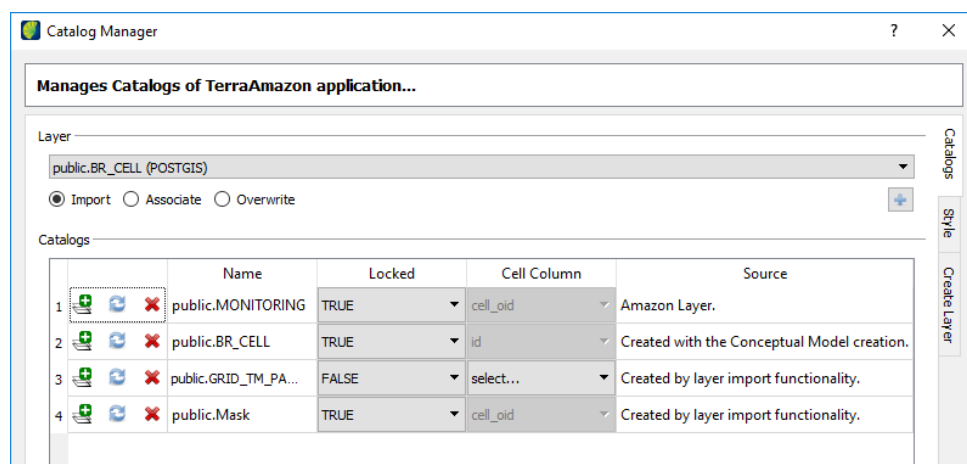 Catalog Manager
?
Manages Catalogs of TerraAmazon application...
Layer
public.BR_CELL (POSTGIS)
Import Associate Overwrite
Catalogs
Name Locked Cell Column Source
1 public.MONITORING TRUE cell_oid Amazon Layer.
2 public.BR_CELL TRUE id Created with the Conceptual Model creation.
3 public.GRID_TM_PA... FALSE select... Created by layer import functionality.
4 public.Mask TRUE cell_oid Created by layer import functionality.
Catalogs
Style
Create Layer